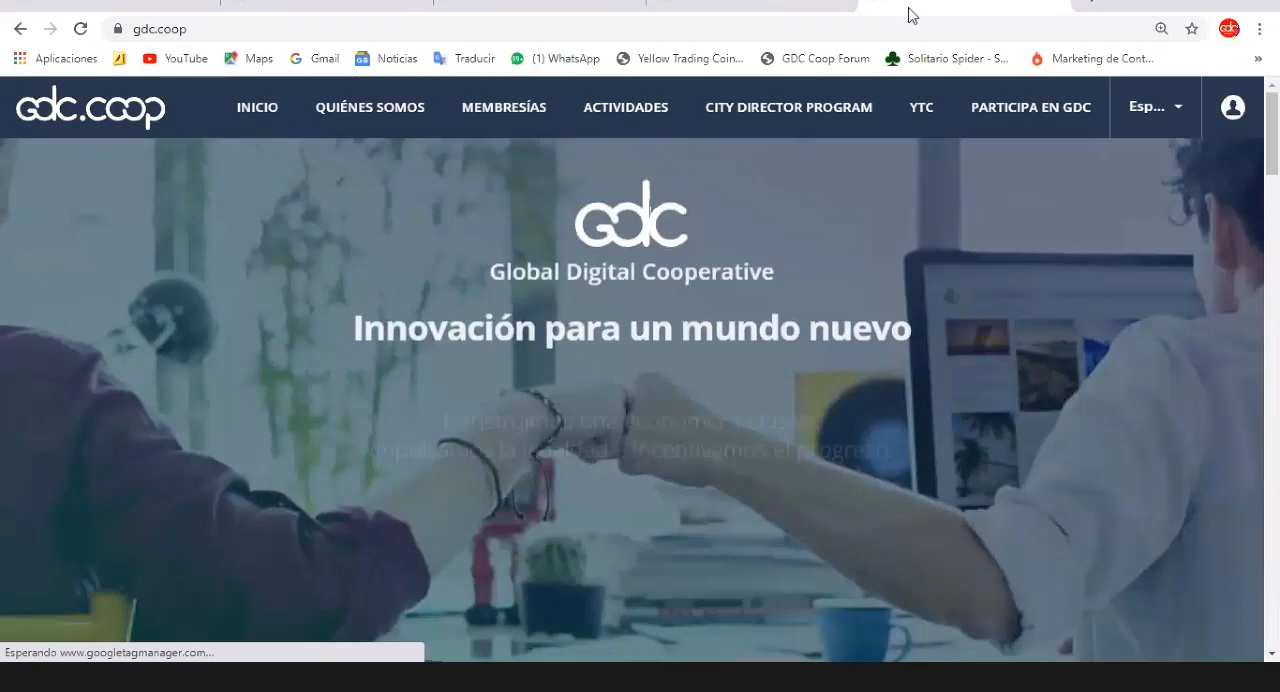 gdc.coop
Aplicaciones YouTube Maps Gmail Noticias Traducir (1) WhatsApp Yellow Trading Coin... GDC Coop Forum Solitario Spider - S... Marketing de Cont... »
gdc.coop INICIO QUIÉNES SOMOS MEMBRESÍAS ACTIVIDADES CITY DIRECTOR PROGRAM YTC PARTICIPA EN GDC Esp...
gdc
Global Digital Cooperative
Innovación para un mundo nuevo
Esperando www.googletagmanager.com...